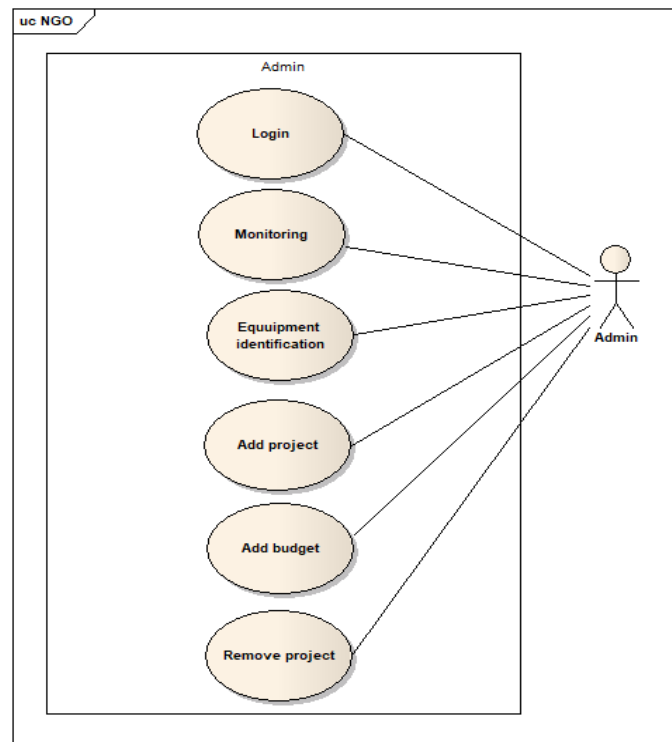 uc NGO
Admin
Login
Monitoring
Equuipment
identification
Admin
Add project
Add budget
Remove project